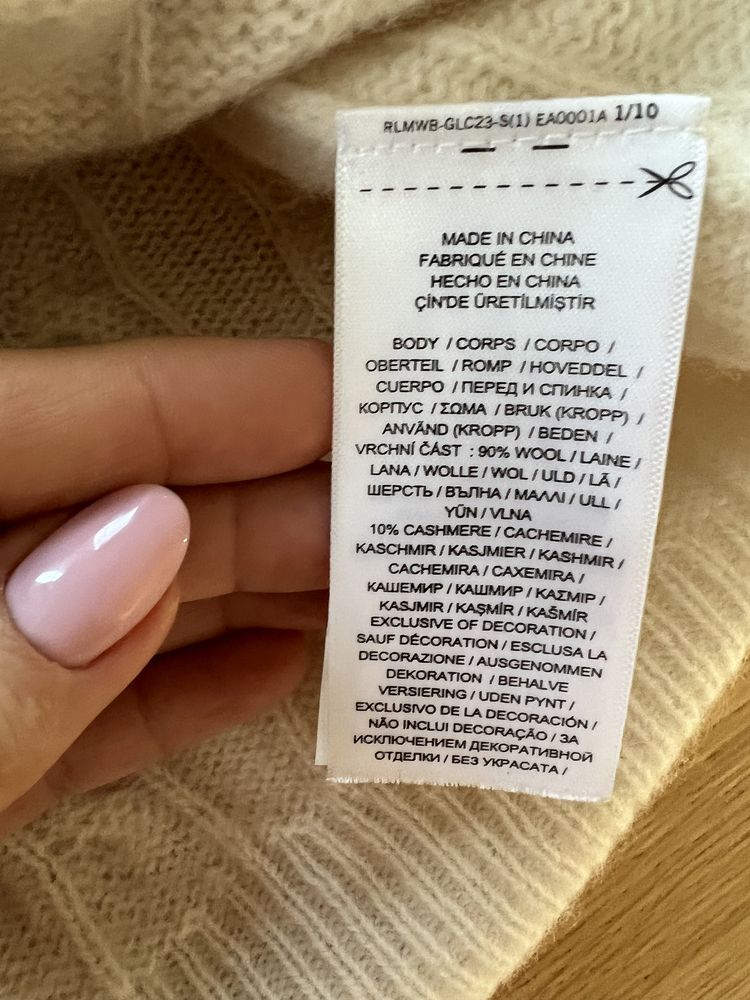 RLMWB-GLC23-S(1) EA0001A 1/10
MADE IN CHINA
FABRIQUÉ EN CHINE
HECHO EN CHINA
ÇİN'DE ÜRETİLMİŞTİR
BODY / CORPS / CORPO /
OBERTEIL / ROMP / HOVEDDEL /
CUERPO / ПЕРЕД И СПИНКА /
КОРПУС / ΣΩΜΑ / BRUK (KROPP) /
ANVÄND (KROPP) / BEDEN /
VRCHNÍ ČÁST : 90% WOOL / LAINE /
LANA / WOLLE / WOL / ULD / LÃ /
ШЕРСТЬ / ВЪЛНА / ΜΑΛΛΙ / ULL /
YÜN / VLNA
10% CASHMERE / CACHEMIRE /
KASCHMIR / KASJMIER / KASHMIR /
CACHEMIRA / CAXEMIRA /
КАШЕМИР / КАШМИР / ΚΑΣΜΙΡ /
KASJMIR / KAŞMİR / KAŠMÍR
EXCLUSIVE OF DECORATION /
SAUF DÉCORATION / ESCLUSA LA
DECORAZIONE / AUSGENOMMEN
DEKORATION / BEHALVE
VERSIERING / UDEN PYNT /
EXCLUSIVO DE LA DECORACIÓN /
NÃO INCLUI DECORAÇÃO / ЗА
ИСКЛЮЧЕНИЕМ ДЕКОРАТИВНОЙ
ОТДЕЛКИ / БЕЗ УКРАСАТА /